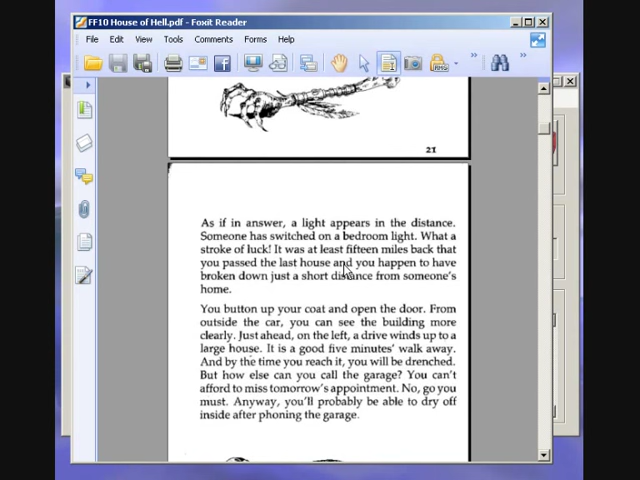 FF10 House of Hell.pdf - Foxit Reader
File Edit View Tools Comments Forms Help
21
As if in answer, a light appears in the distance.
Someone has switched on a bedroom light. What a
stroke of luck! It was at least fifteen miles back that
you passed the last house and you happen to have
broken down just a short distance from someone's
home.
You button up your coat and open the door. From
outside the car, you can see the building more
clearly. Just ahead, on the left, a drive winds up to a
large house. It is a good five minutes' walk away.
And by the time you reach it, you will be drenched.
But how else can you call the garage? You can't
afford to miss tomorrow's appointment. No, go you
must. Anyway, you'll probably be able to dry off
inside after phoning the garage.